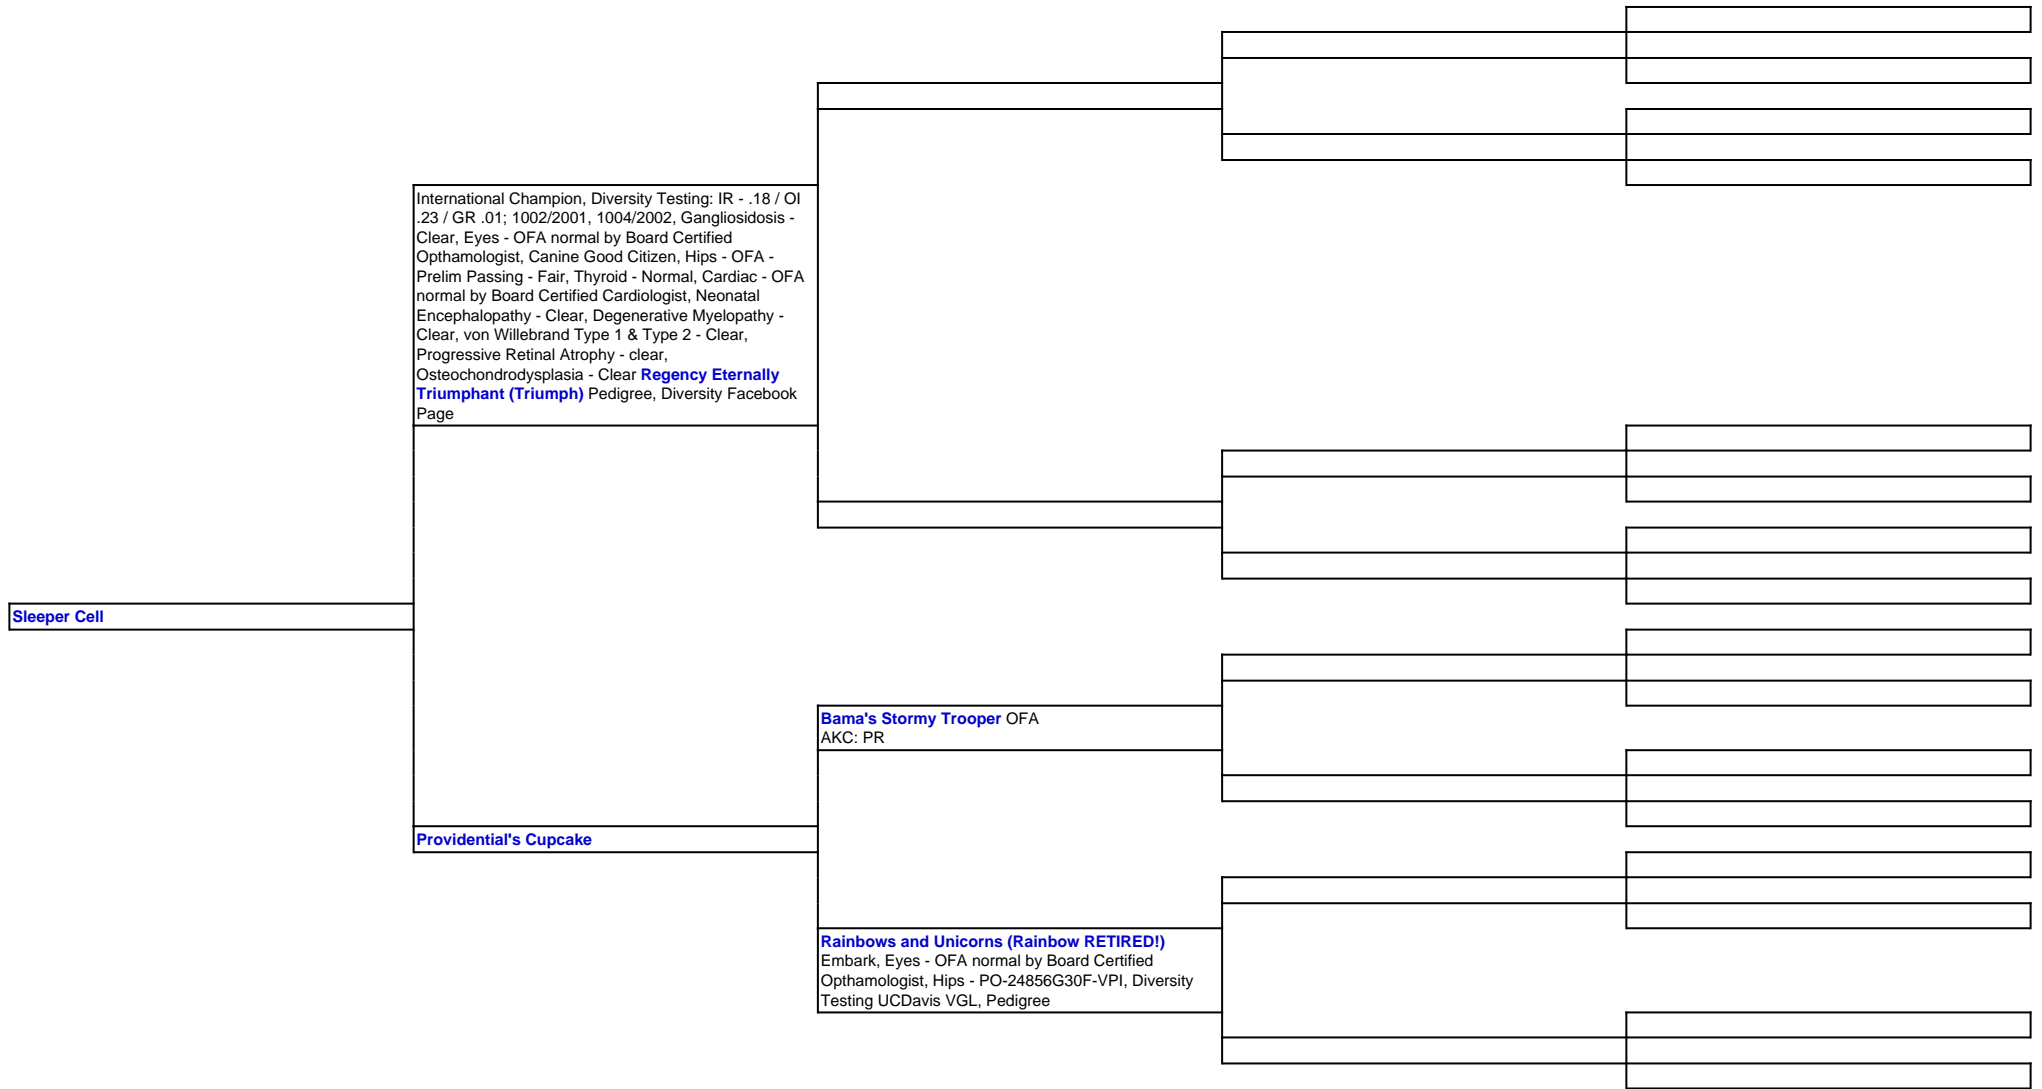 International Champion, Diversity Testing: IR - .18 / OI
.23 / GR .01; 1002/2001, 1004/2002, Gangliosidosis -
Clear, Eyes - OFA normal by Board Certified
Opthamologist, Canine Good Citizen, Hips - OFA -
Prelim Passing - Fair, Thyroid - Normal, Cardiac - OFA
normal by Board Certified Cardiologist, Neonatal
Encephalopathy - Clear, Degenerative Myelopathy -
Clear, von Willebrand Type 1 & Type 2 - Clear,
Progressive Retinal Atrophy - clear,
Osteochondrodysplasia - Clear Regency Eternally
Triumphant (Triumph) Pedigree, Diversity Facebook
Page
Sleeper Cell
Bama's Stormy Trooper OFA
AKC: PR
Providential's Cupcake
Rainbows and Unicorns (Rainbow RETIRED!)
Embark, Eyes - OFA normal by Board Certified
Opthamologist, Hips - PO-24856G30F-VPI, Diversity
Testing UCDavis VGL, Pedigree